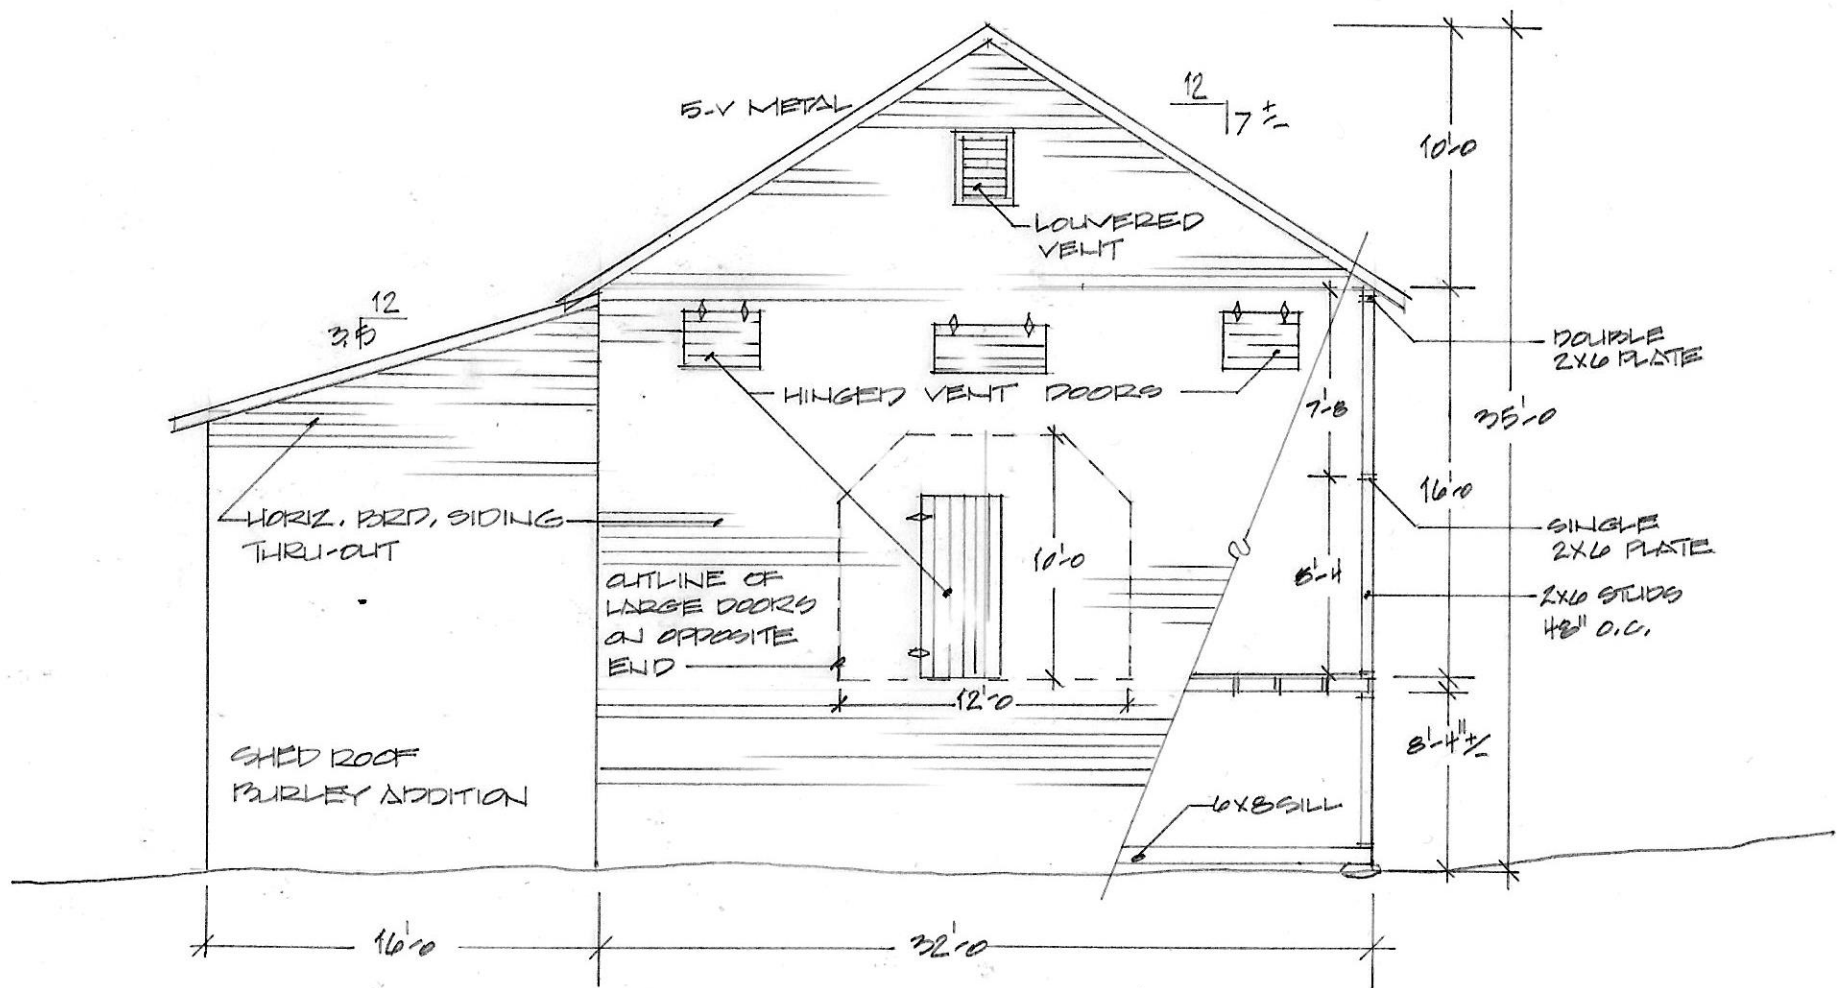 5-V METAL
12
7 +/-
10'-0
LOUVERED
VENT
12
3.5
DOUBLE
2X6 PLATE
HINGED VENT DOORS
7'-8
35'-0
16'-0
HORIZ. BRD. SIDING
THRU-OUT
SINGLE
2X6 PLATE
10'-0
8'-4
OUTLINE OF
LARGE DOORS
ON OPPOSITE
END
2X6 STUDS
48" O.C.
12'-0
8'-4" +/-
SHED ROOF
BURLEY ADDITION
6X8 SILL
16'-0
32'-0